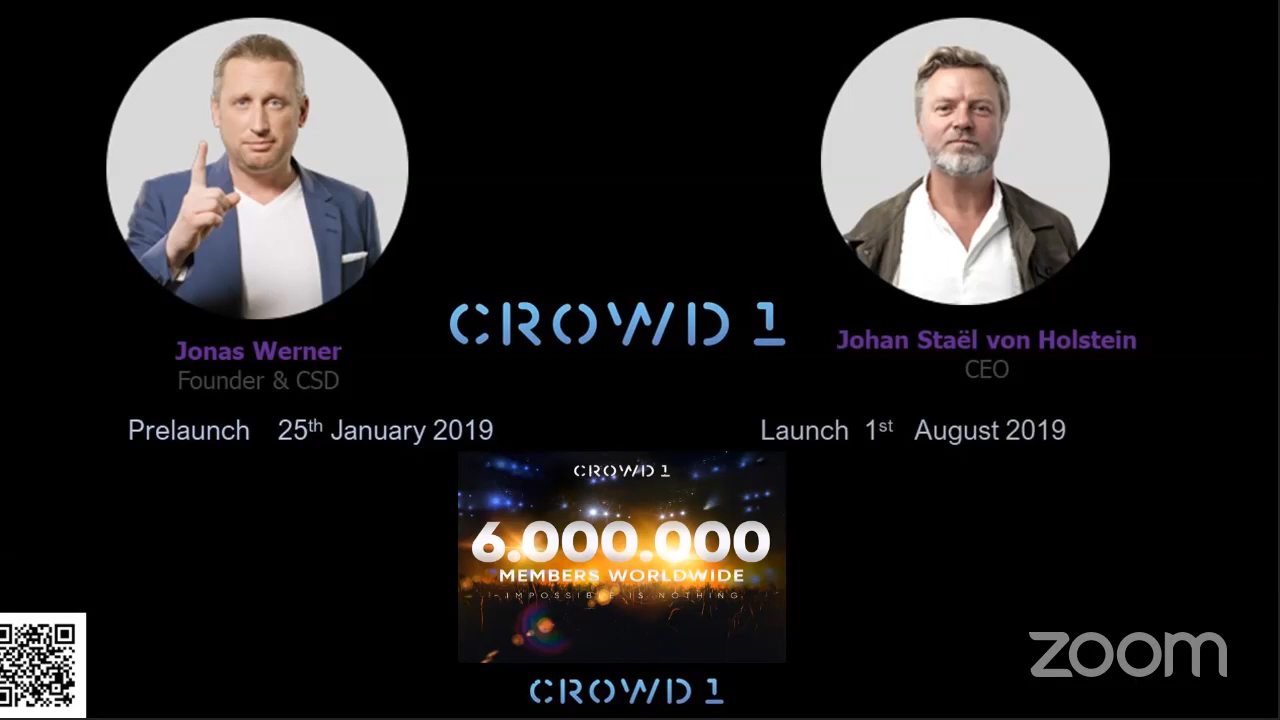 CROWD 1
Jonas Werner
Founder & CSD
Johan Staël von Holstein
CEO
Prelaunch 25th January 2019
Launch 1st August 2019
CROWD 1
6.000.000
MEMBERS WORLDWIDE
IMPOSSIBLE IS NOTHING
CROWD 1
zoom